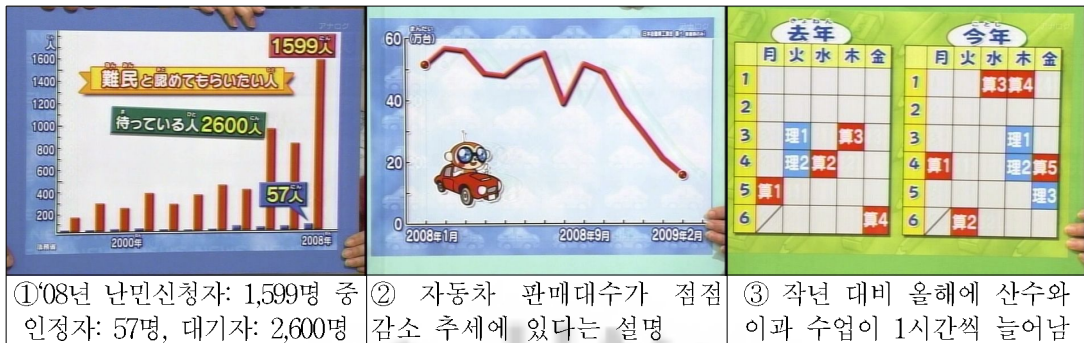 人
1600
1400
1200
1000
800
600
400
200
1599人
難民と認めてもらいたい人
待っている人2600人
57人
2000年
2008年
法務省
60(万台)
40
20
0
2008年1月
2008年9月
2009年2月
去年
月 火 水 木 金
1
2
3 理1 算3
4 理2 算2
5 算1
6 算4
今年
月 火 水 木 金
1 算3 算4
2
3 理1
4 算1 理2 算5
5 理3
6 算2
①‘08년 난민신청자: 1,599명 중
인정자: 57명, 대기자: 2,600명
② 자동차 판매대수가 점점
감소 추세에 있다는 설명
③ 작년 대비 올해에 산수와
이과 수업이 1시간씩 늘어남